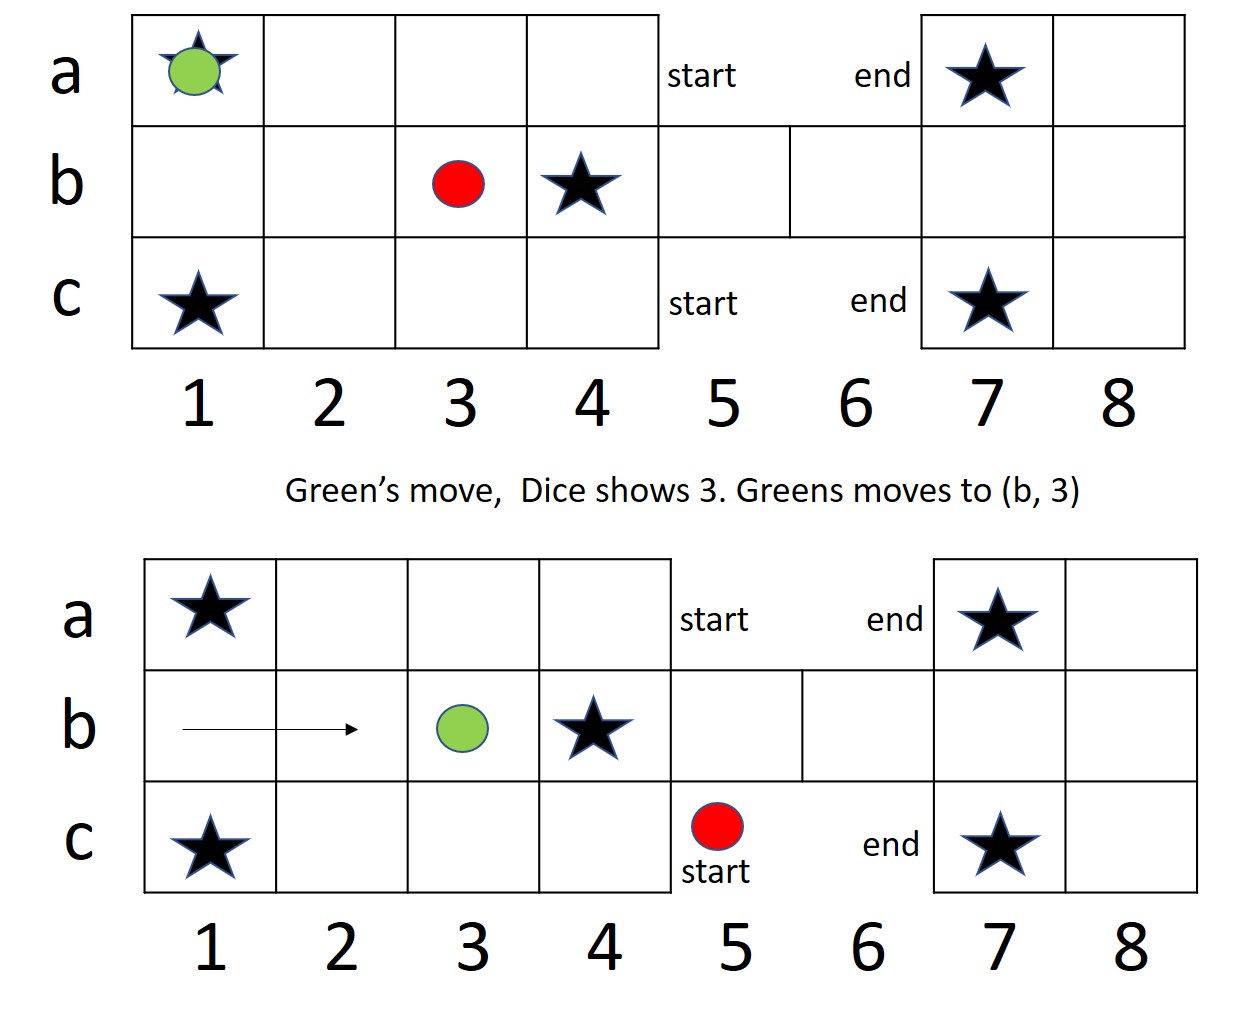 a start end
b
c start end
1 2 3 4 5 6 7 8
Green’s move,  Dice shows 3. Greens moves to (b, 3)
a start end
b
c end
start
1 2 3 4 5 6 7 8